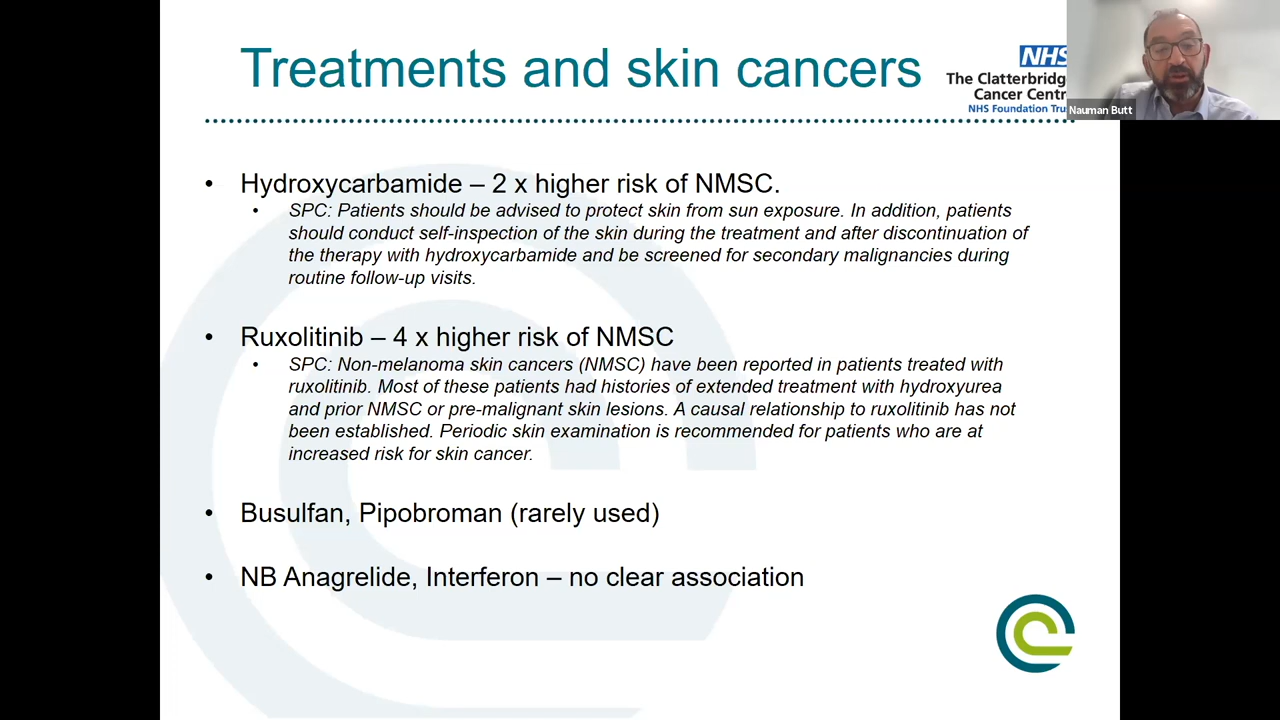 Treatments and skin cancers
NHS
The Clatterbridg
Cancer Centr
NHS Foundation Tru
Nauman Butt
• Hydroxycarbamide – 2 x higher risk of NMSC.
• SPC: Patients should be advised to protect skin from sun exposure. In addition, patients
should conduct self-inspection of the skin during the treatment and after discontinuation of
the therapy with hydroxycarbamide and be screened for secondary malignancies during
routine follow-up visits.
• Ruxolitinib – 4 x higher risk of NMSC
• SPC: Non-melanoma skin cancers (NMSC) have been reported in patients treated with
ruxolitinib. Most of these patients had histories of extended treatment with hydroxyurea
and prior NMSC or pre-malignant skin lesions. A causal relationship to ruxolitinib has not
been established. Periodic skin examination is recommended for patients who are at
increased risk for skin cancer.
• Busulfan, Pipobroman (rarely used)
• NB Anagrelide, Interferon – no clear association